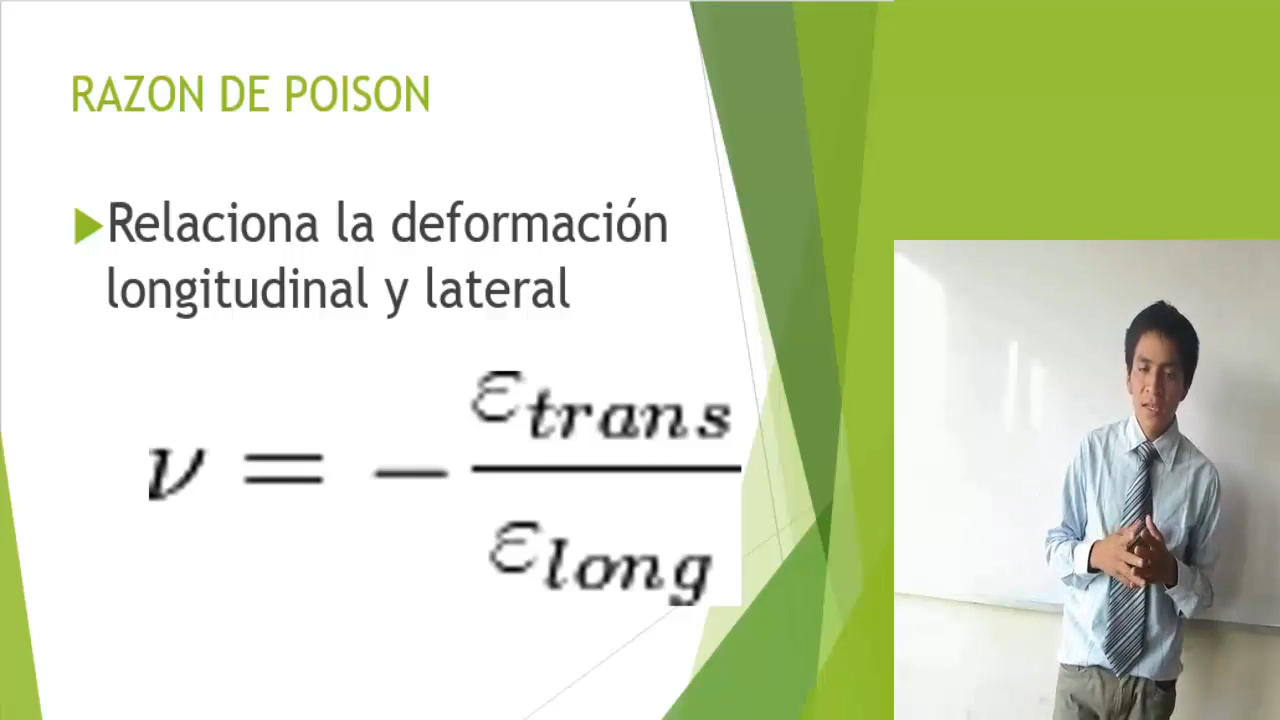 RAZON DE POISON
Relaciona la deformación
longitudinal y lateral
ν = - εtrans / εlong